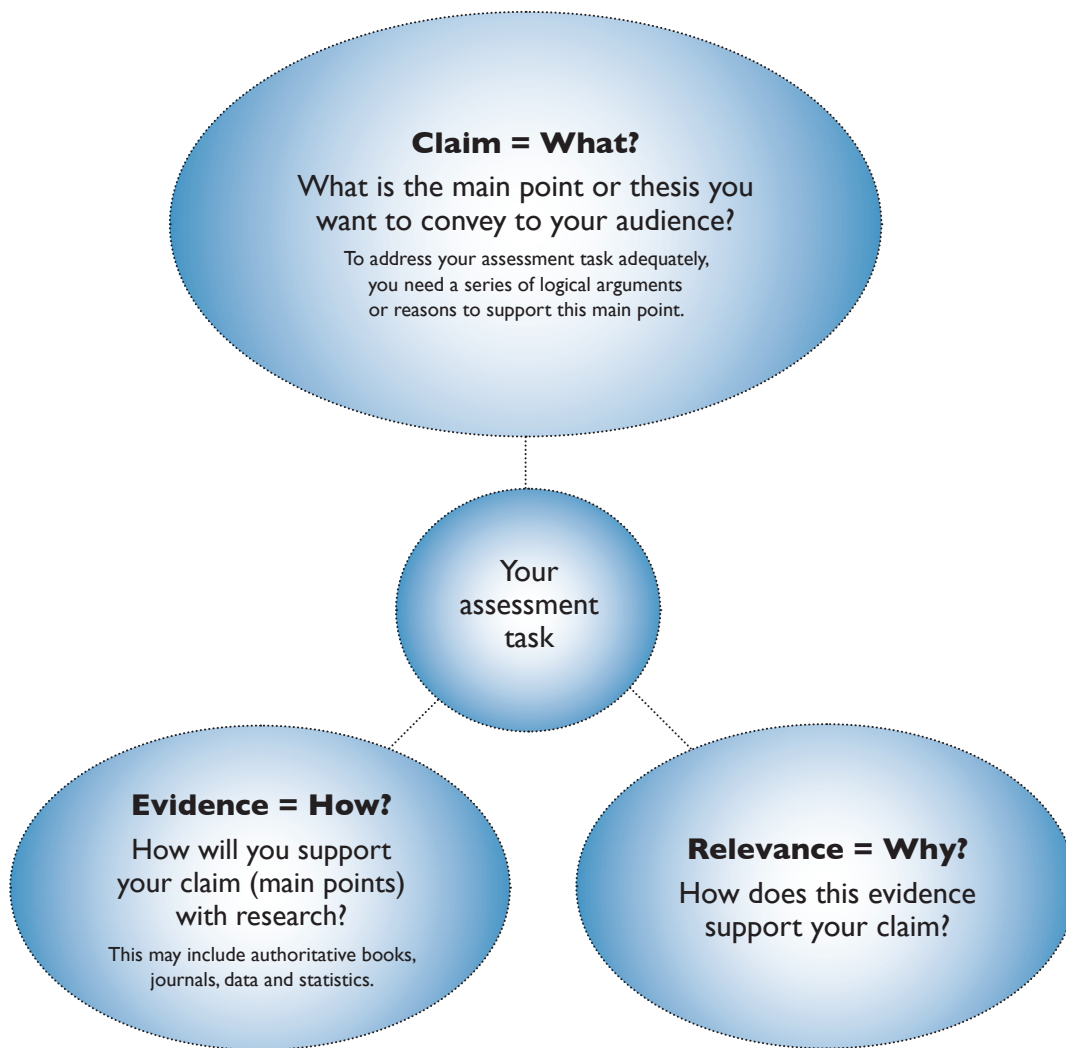 Claim = What?
What is the main point or thesis you
want to convey to your audience?
To address your assessment task adequately,
you need a series of logical arguments
or reasons to support this main point.
Your
assessment
task
Evidence = How?
How will you support
your claim (main points)
with research?
This may include authoritative books,
journals, data and statistics.
Relevance = Why?
How does this evidence
support your claim?